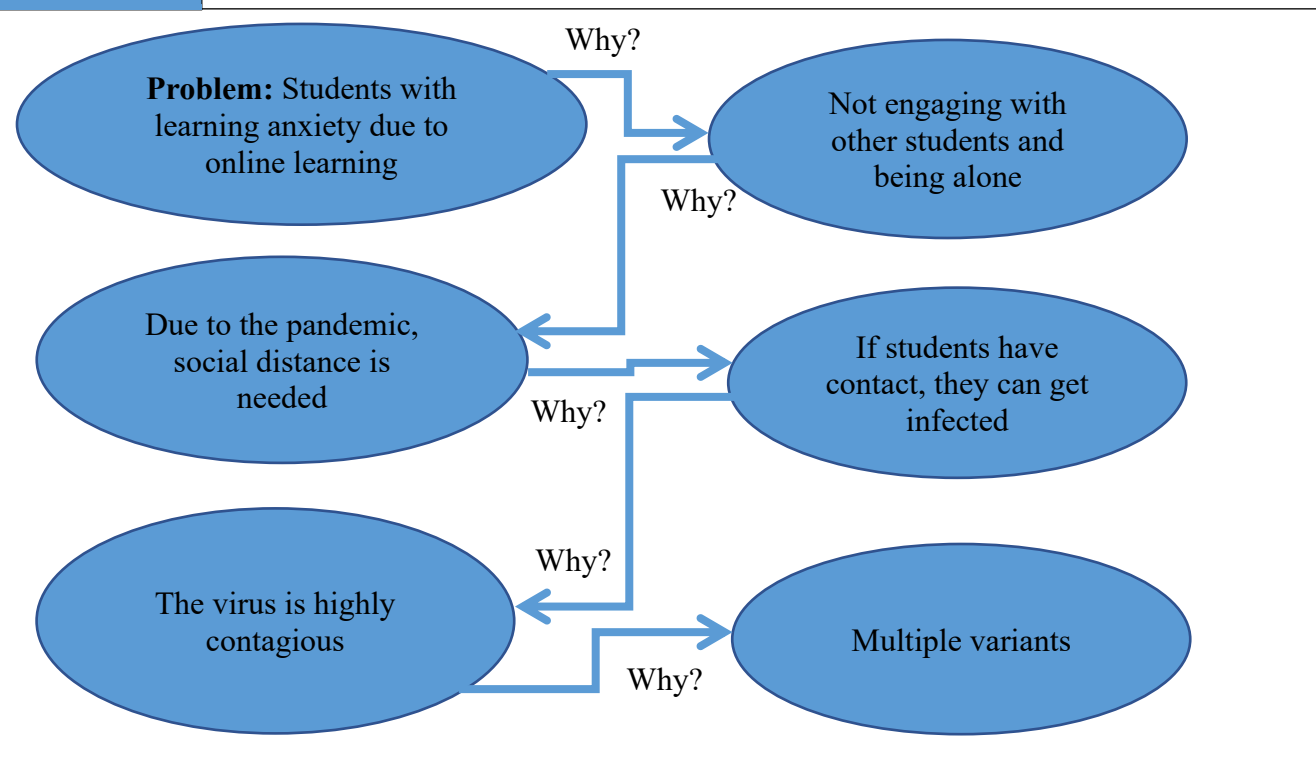 Why?
Problem: Students with
learning anxiety due to
online learning
Not engaging with
other students and
being alone
Why?
Due to the pandemic,
social distance is
needed
Why?
If students have
contact, they can get
infected
Why?
The virus is highly
contagious
Why?
Multiple variants